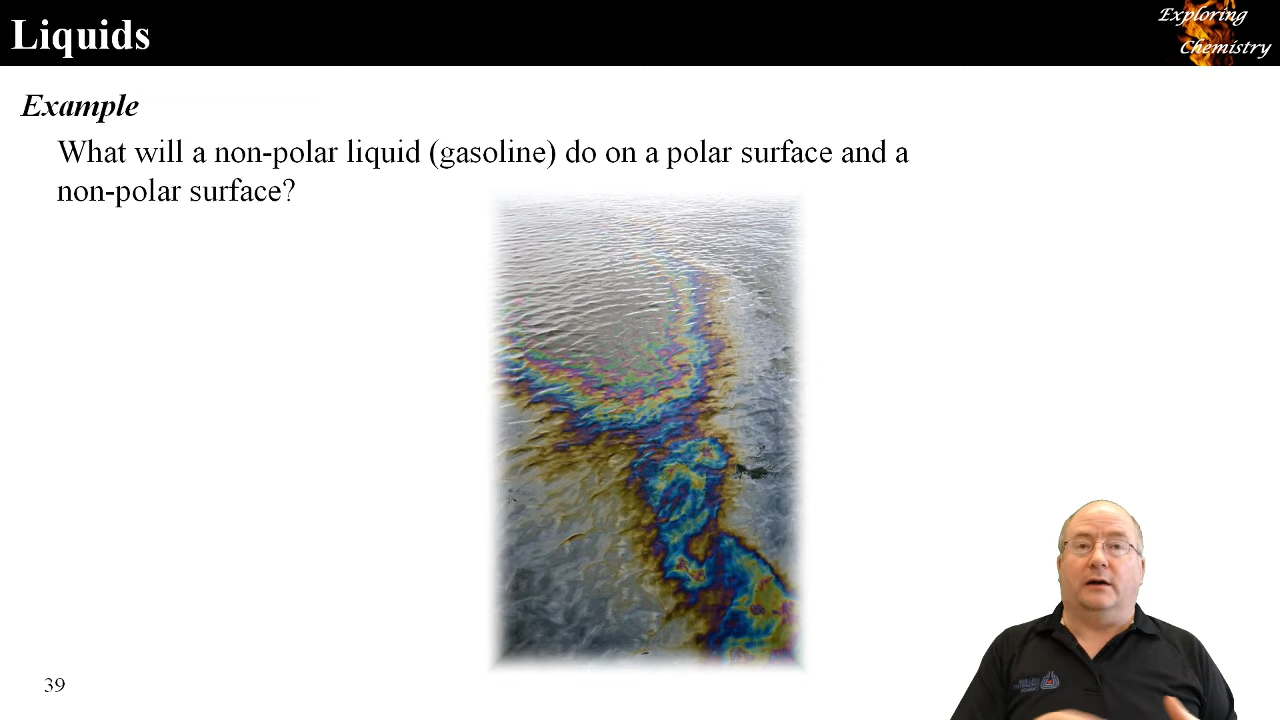 Liquids
Exploring
Chemistry
Example
What will a non-polar liquid (gasoline) do on a polar surface and a
non-polar surface?
39